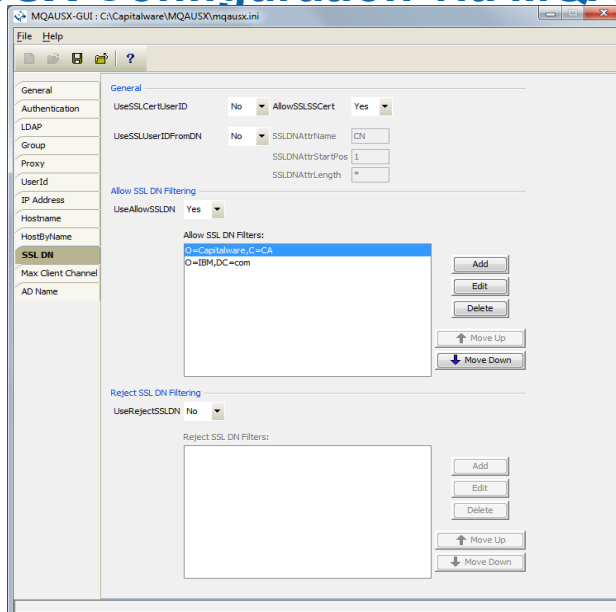 MQAUSX-GUI : C:\Capitalware\MQAUSX\mqausx.ini
File Help
?
General
Authentication
LDAP
Group
Proxy
UserId
IP Address
Hostname
HostByName
SSL DN
Max Client Channel
AD Name
General
UseSSLCertUserID No AllowSSLSSCert Yes
UseSSLUserIDFromDN No SSLDNAttrName CN
SSLDNAttrStartPos 1
SSLDNAttrLength *
Allow SSL DN Filtering
UseAllowSSLDN Yes
Allow SSL DN Filters:
O=Capitalware,C=CA
O=IBM,DC=com
Add
Edit
Delete
Move Up
Move Down
Reject SSL DN Filtering
UseRejectSSLDN No
Reject SSL DN Filters:
Add
Edit
Delete
Move Up
Move Down